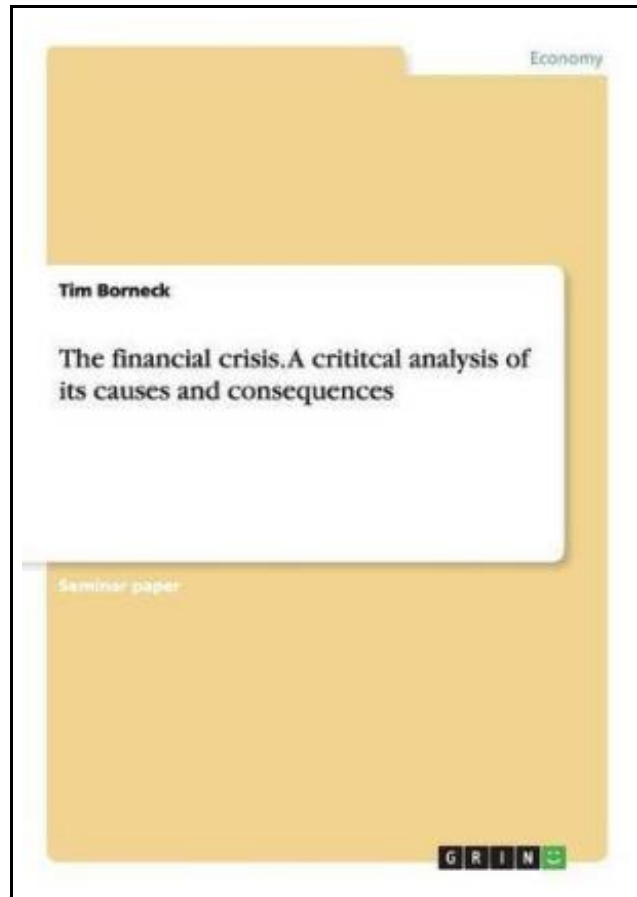 Economy
Tim Borneck
The financial crisis. A crititcal analysis of
its causes and consequences
Seminar paper
GRIN